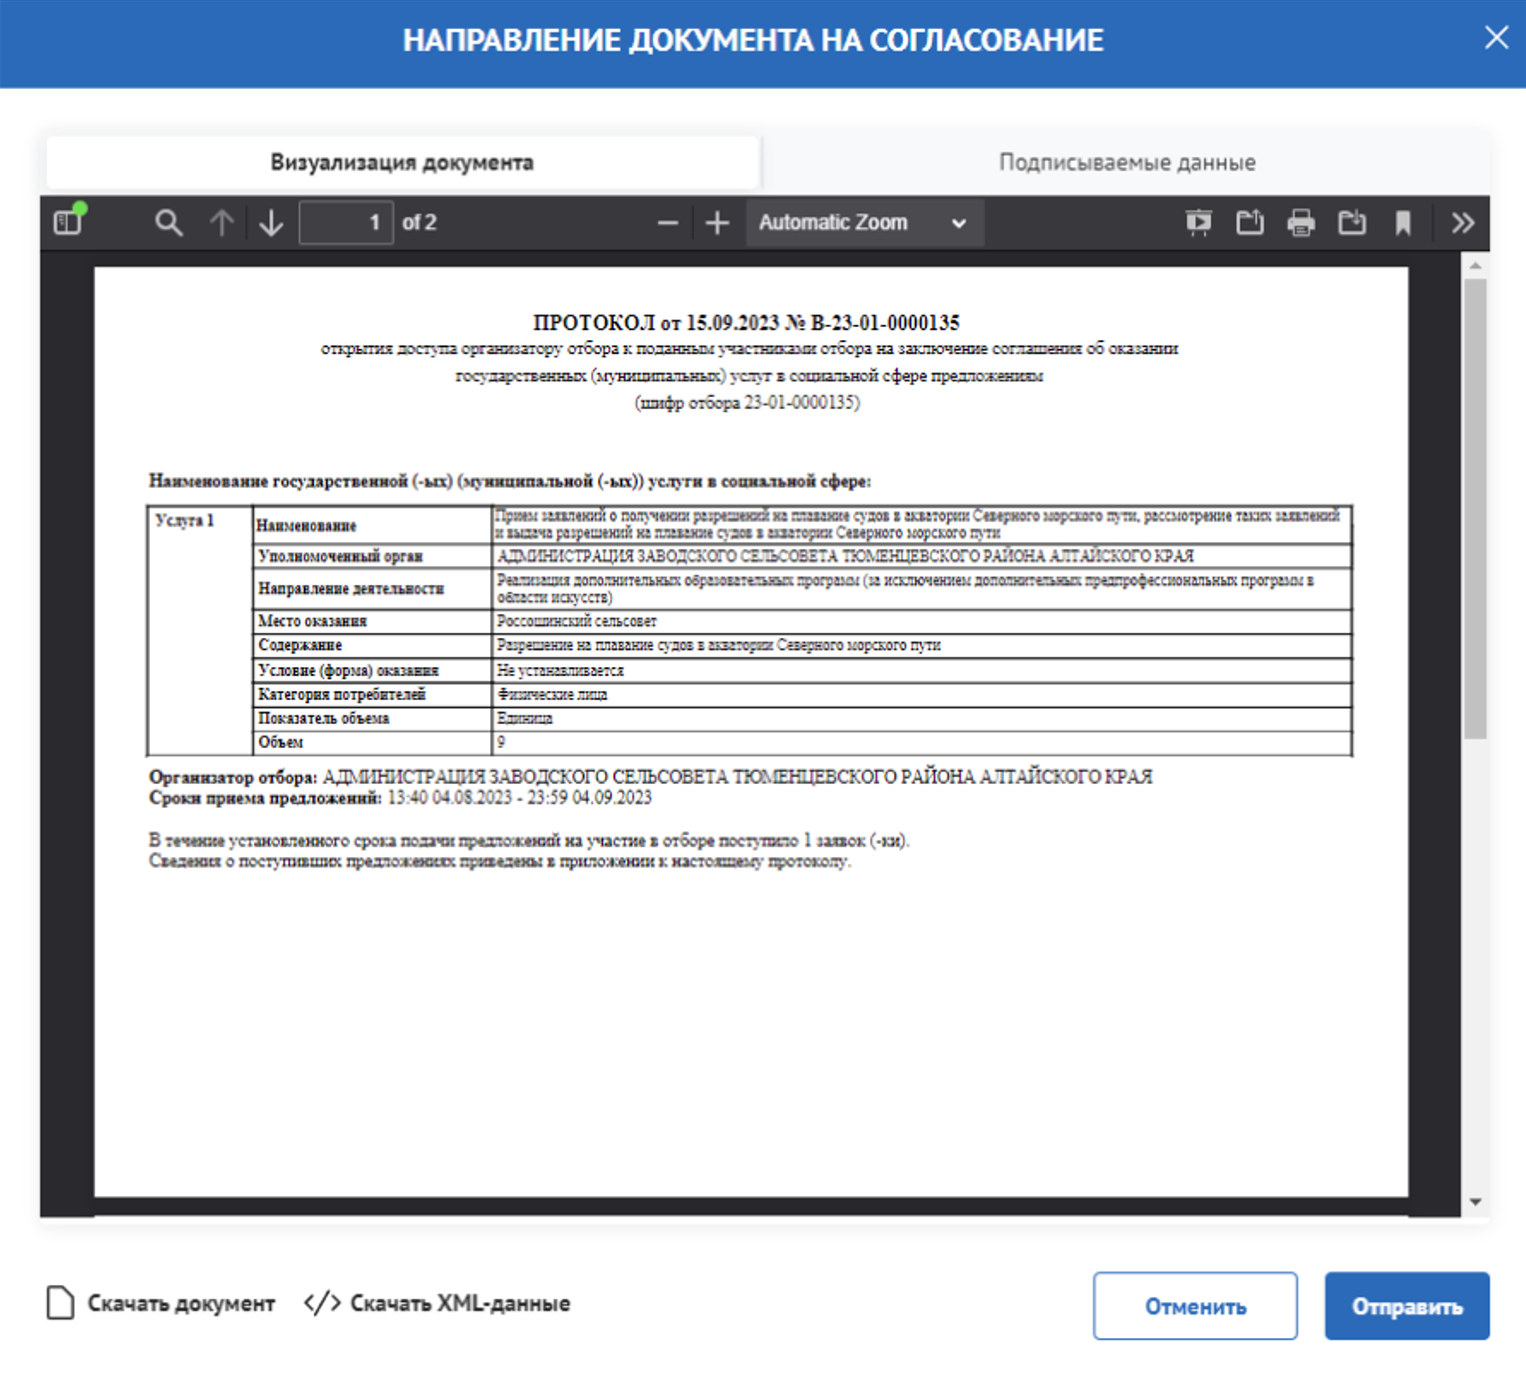 НАПРАВЛЕНИЕ ДОКУМЕНТА НА СОГЛАСОВАНИЕ
Визуализация документа
Подписываемые данные
1 of 2
Automatic Zoom
ПРОТОКОЛ от 15.09.2023 № В-23-01-0000135
открытия доступа организатору отбора к поданным участниками отбора на заключение соглашения об оказании
государственных (муниципальных) услуг в социальной сфере предложениям
(шифр отбора 23-01-0000135)
Наименование государственной (-ых) (муниципальной (-ых)) услуги в социальной сфере:
Услуга 1
Наименование
Прием заявлений о получении разрешений на плавание судов в акватории Северного морского пути, рассмотрение таких заявлений
и выдача разрешений на плавание судов в акватории Северного морского пути
Уполномоченный орган
АДМИНИСТРАЦИЯ ЗАВОДСКОГО СЕЛЬСОВЕТА ТЮМЕНЦЕВСКОГО РАЙОНА АЛТАЙСКОГО КРАЯ
Направление деятельности
Реализация дополнительных образовательных программ (за исключением дополнительных предпрофессиональных программ в
области искусств)
Место оказания
Россошинский сельсовет
Содержание
Разрешение на плавание судов в акватории Северного морского пути
Условие (форма) оказания
Не устанавливается
Категория потребителей
Физические лица
Показатель объема
Единица
Объем
9
Организатор отбора: АДМИНИСТРАЦИЯ ЗАВОДСКОГО СЕЛЬСОВЕТА ТЮМЕНЦЕВСКОГО РАЙОНА АЛТАЙСКОГО КРАЯ
Сроки приема предложений: 13:40 04.08.2023 - 23:59 04.09.2023
В течение установленного срока подачи предложений на участие в отборе поступило 1 заявок (-ки).
Сведения о поступивших предложениях приведены в приложении к настоящему протоколу.
Скачать документ
</> Скачать XML-данные
Отменить
Отправить